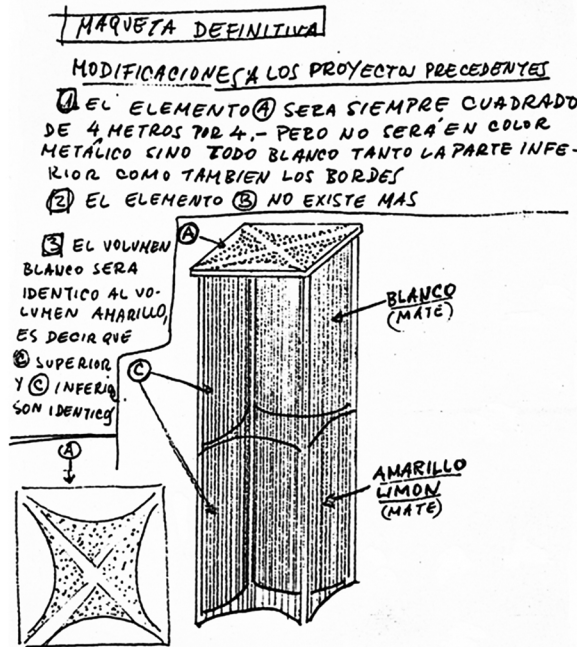 MAQUETA DEFINITIVA
MODIFICACIONES A LOS PROYECTOS PRECEDENTES
1 EL ELEMENTO A SERA SIEMPRE CUADRADO
DE 4 METROS POR 4.- PERO NO SERÁ EN COLOR
METÁLICO SINO TODO BLANCO TANTO LA PARTE INFE-
RIOR COMO TAMBIEN LOS BORDES
2 EL ELEMENTO B NO EXISTE MAS
3 EL VOLUMEN
BLANCO SERA
IDENTICO AL VO-
LUMEN AMARILLO,
ES DECIR QUE
C SUPERIOR
Y C INFERIOR
SON IDENTICOS
A
BLANCO
(MATE)
C
AMARILLO
LIMON
(MATE)
A